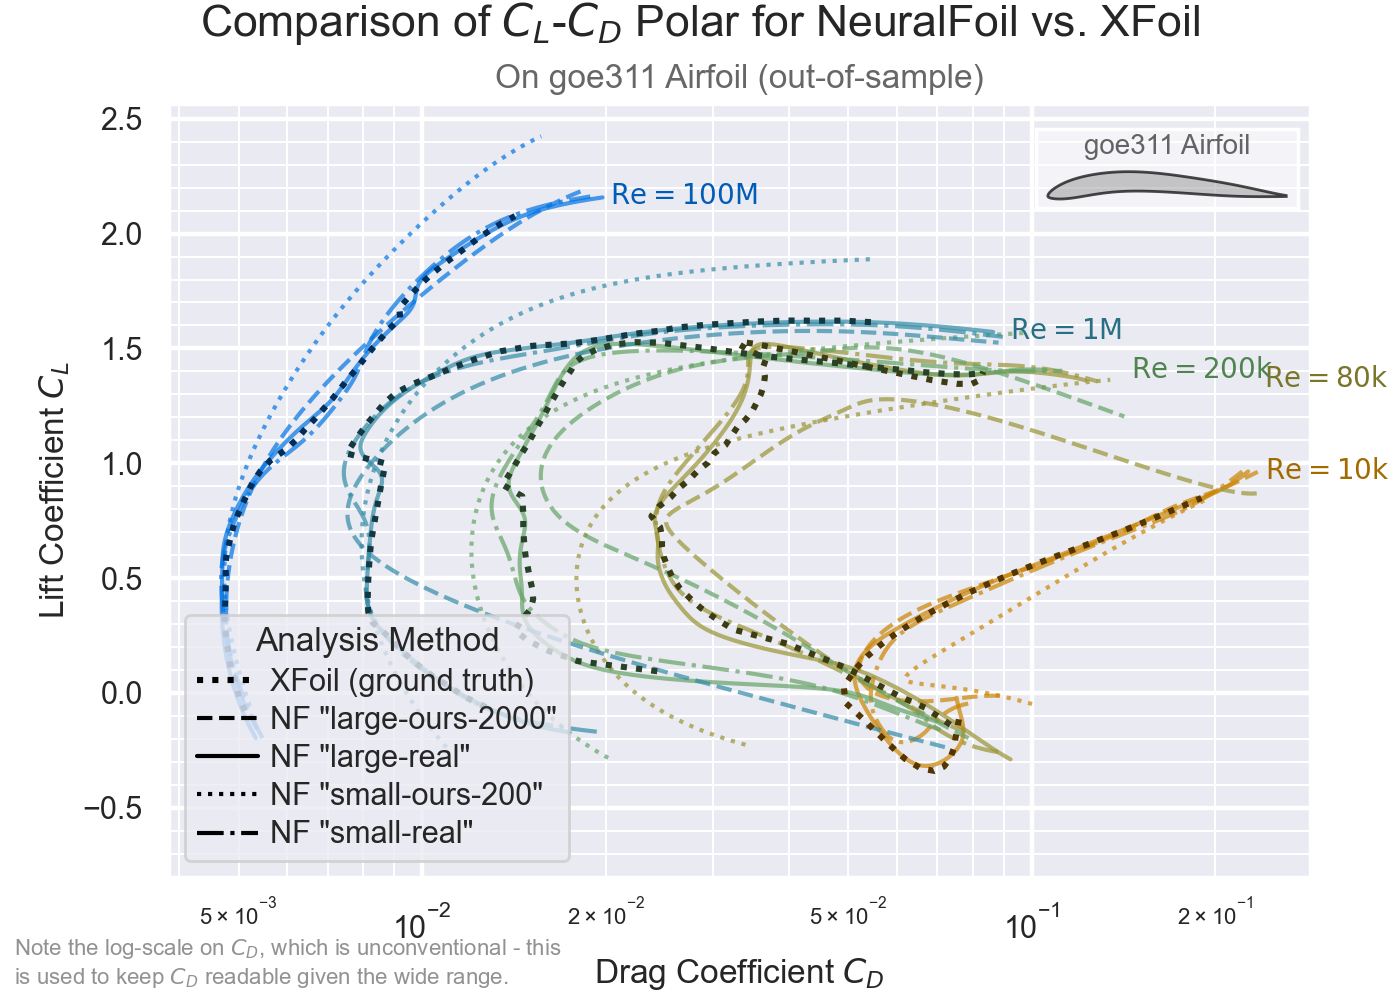 Comparison of C_L-C_D Polar for NeuralFoil vs. XFoil
On goe311 Airfoil (out-of-sample)
goe311 Airfoil
Re = 100M
Re = 1M
Re = 200k
Re = 80k
Re = 10k
Lift Coefficient C_L
2.5
2.0
1.5
1.0
0.5
0.0
−0.5
Analysis Method
XFoil (ground truth)
NF "large-ours-2000"
NF "large-real"
NF "small-ours-200"
NF "small-real"
5 × 10⁻³
10⁻²
2 × 10⁻²
5 × 10⁻²
10⁻¹
2 × 10⁻¹
Drag Coefficient C_D
Note the log-scale on C_D, which is unconventional - this
is used to keep C_D readable given the wide range.